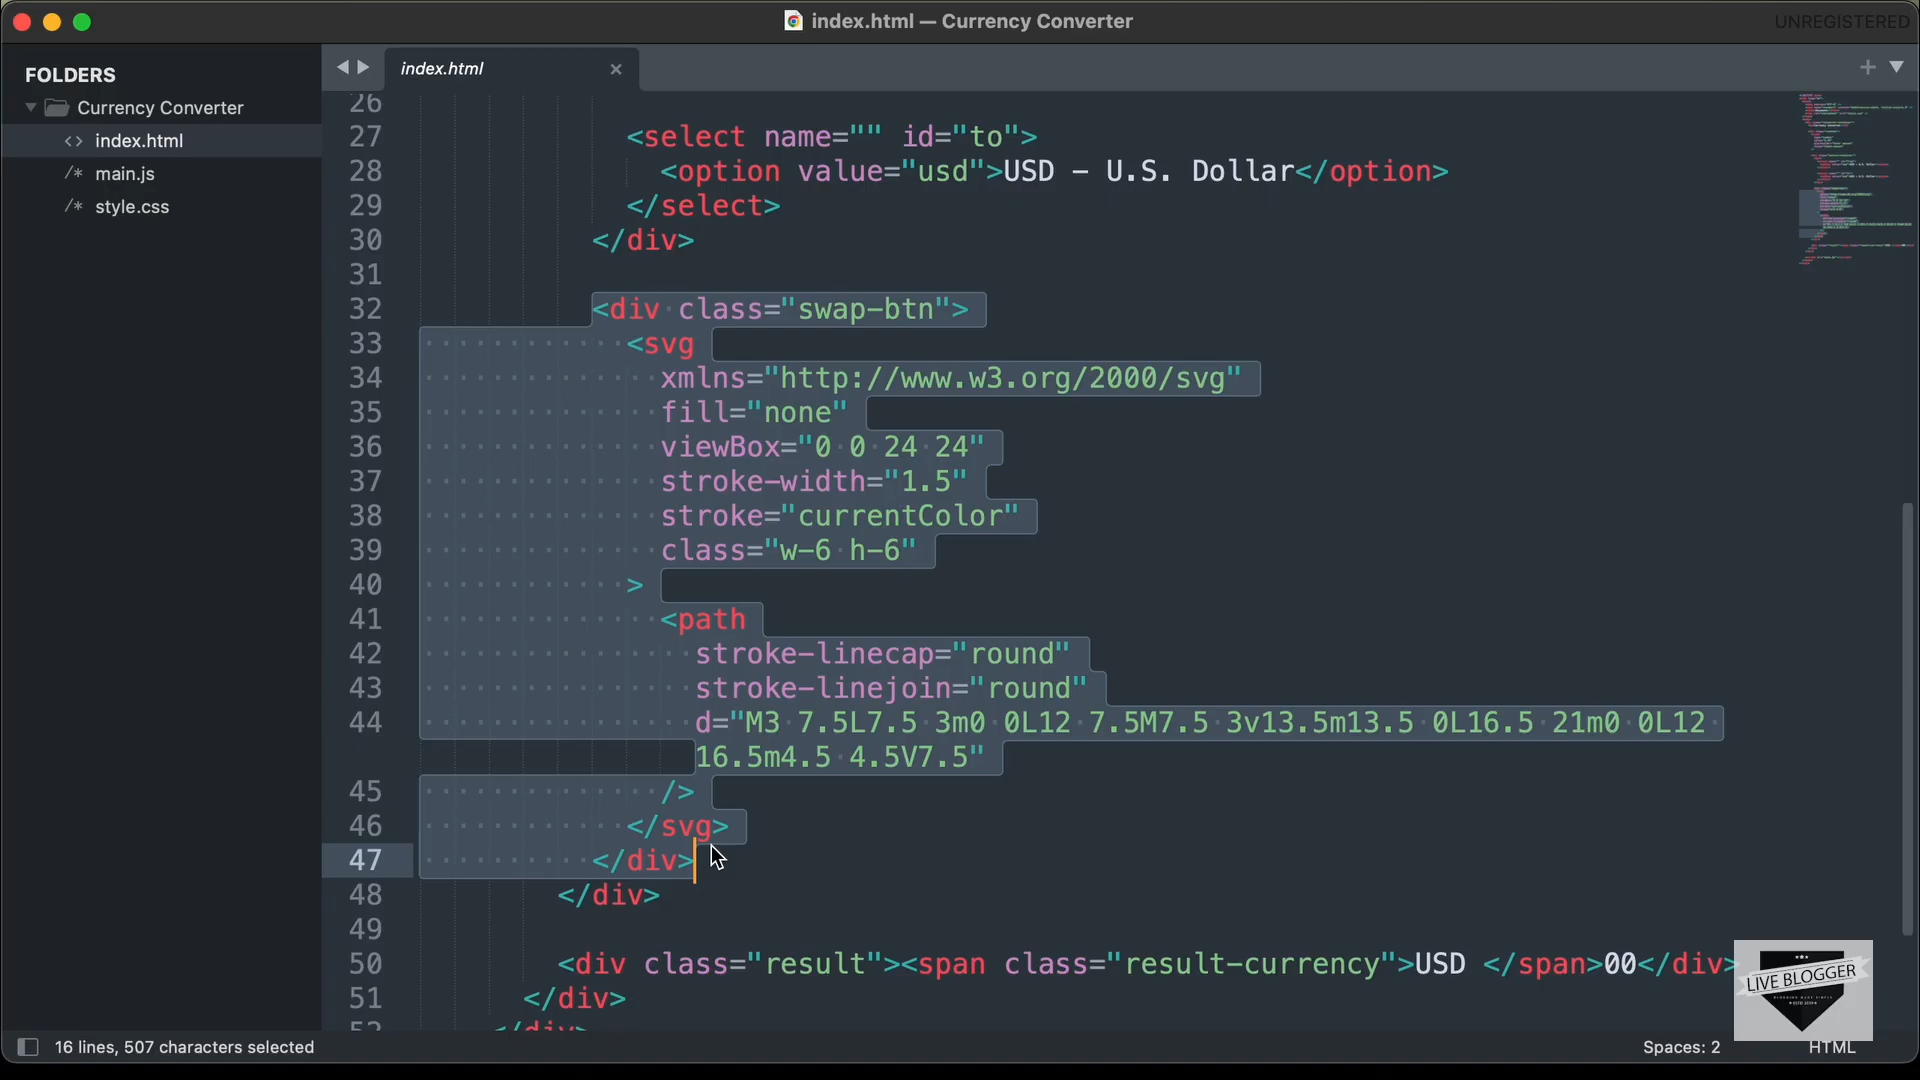 index.html — Currency Converter
UNREGISTERED
FOLDERS
Currency Converter
<> index.html
/* main.js
/* style.css
index.html
26
27 <select name="" id="to">
28 <option value="usd">USD - U.S. Dollar</option>
29 </select>
30 </div>
31
32 <div class="swap-btn">
33 <svg
34 xmlns="http://www.w3.org/2000/svg"
35 fill="none"
36 viewBox="0 0 24 24"
37 stroke-width="1.5"
38 stroke="currentColor"
39 class="w-6 h-6"
40 >
41 <path
42 stroke-linecap="round"
43 stroke-linejoin="round"
44 d="M3 7.5L7.5 3m0 0L12 7.5M7.5 3v13.5m13.5 0L16.5 21m0 0L12
16.5m4.5 4.5V7.5"
45 />
46 </svg>
47 </div>
48 </div>
49
50 <div class="result"><span class="result-currency">USD </span>00</div>
51 </div>
52 </div>
LIVE BLOGGER
16 lines, 507 characters selected
Spaces: 2
HTML